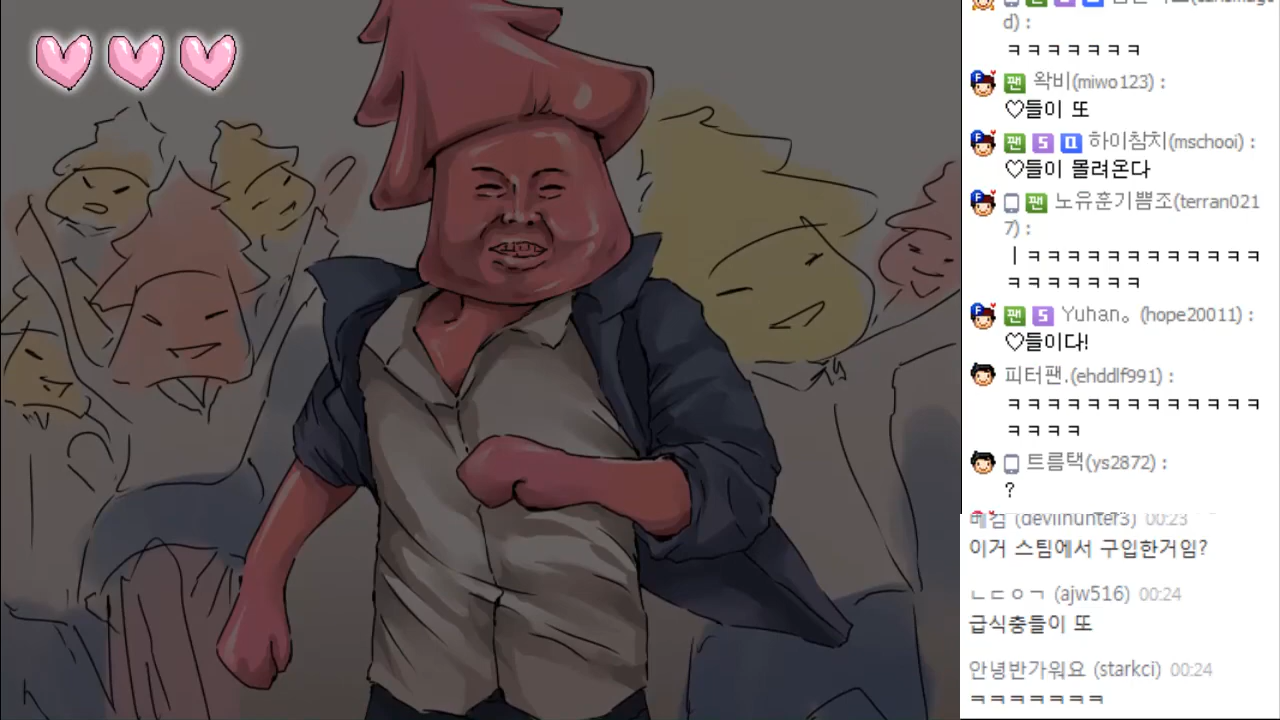 d) :
ㅋㅋㅋㅋㅋㅋㅋ
팬 왁비(miwo123) :
♡들이 또
팬 S 하이참치(mschooi) :
♡들이 몰려온다
팬 노유훈기쁨조(terran021
7) :
ㅣㅋㅋㅋㅋㅋㅋㅋㅋㅋㅋㅋㅋ
ㅋㅋㅋㅋㅋㅋㅋ
팬 S Yuhan。(hope20011) :
♡들이다!
피터팬.(ehddlf991) :
ㅋㅋㅋㅋㅋㅋㅋㅋㅋㅋㅋㅋㅋ
ㅋㅋㅋㅋ
트름택(ys2872) :
?
(devilhunter3) 00:23
이거 스팀에서 구입한거임?
ㄴㄷㅇㄱ (ajw516) 00:24
급식충들이 또
안녕반가워요 (starkci) 00:24
ㅋㅋㅋㅋㅋㅋㅋ